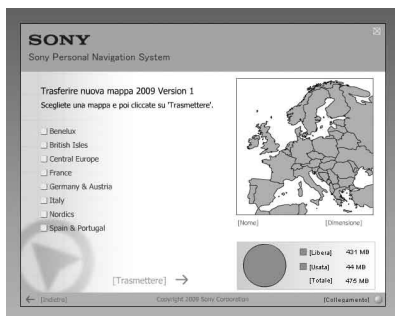 SONY
Sony Personal Navigation System
Trasferire nuova mappa 2009 Version 1
Scegliete una mappa e poi cliccate su 'Trasmettere'.
Benelux
British Isles
Central Europe
France
Germany & Austria
Italy
Nordics
Spain & Portugal
[Nome] [Dimensione]
[Libera] 431 MB
[Usata] 44 MB
[Totale] 475 MB
[Trasmettere]
[Indietro] Copyright 2009 Sony Corporation [Collegamento]